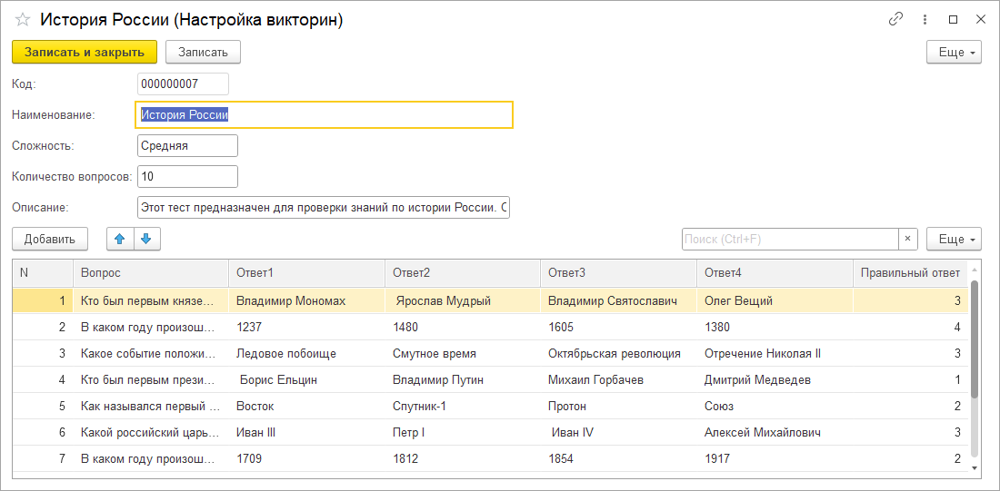 История России (Настройка викторин)
Записать и закрыть Записать Еще
Код: 000000007
Наименование: История России
Сложность: Средняя
Количество вопросов: 10
Описание: Этот тест предназначен для проверки знаний по истории России. С
Добавить Поиск (Ctrl+F) × Еще
N Вопрос Ответ1 Ответ2 Ответ3 Ответ4 Правильный ответ
1 Кто был первым князе... Владимир Мономах Ярослав Мудрый Владимир Святославич Олег Вещий 3
2 В каком году произош... 1237 1480 1605 1380 4
3 Какое событие положи... Ледовое побоище Смутное время Октябрьская революция Отречение Николая II 3
4 Кто был первым прези... Борис Ельцин Владимир Путин Михаил Горбачев Дмитрий Медведев 1
5 Как назывался первый ... Восток Спутник-1 Протон Союз 2
6 Какой российский царь... Иван III Петр I Иван IV Алексей Михайлович 3
7 В каком году произош... 1709 1812 1854 1917 2